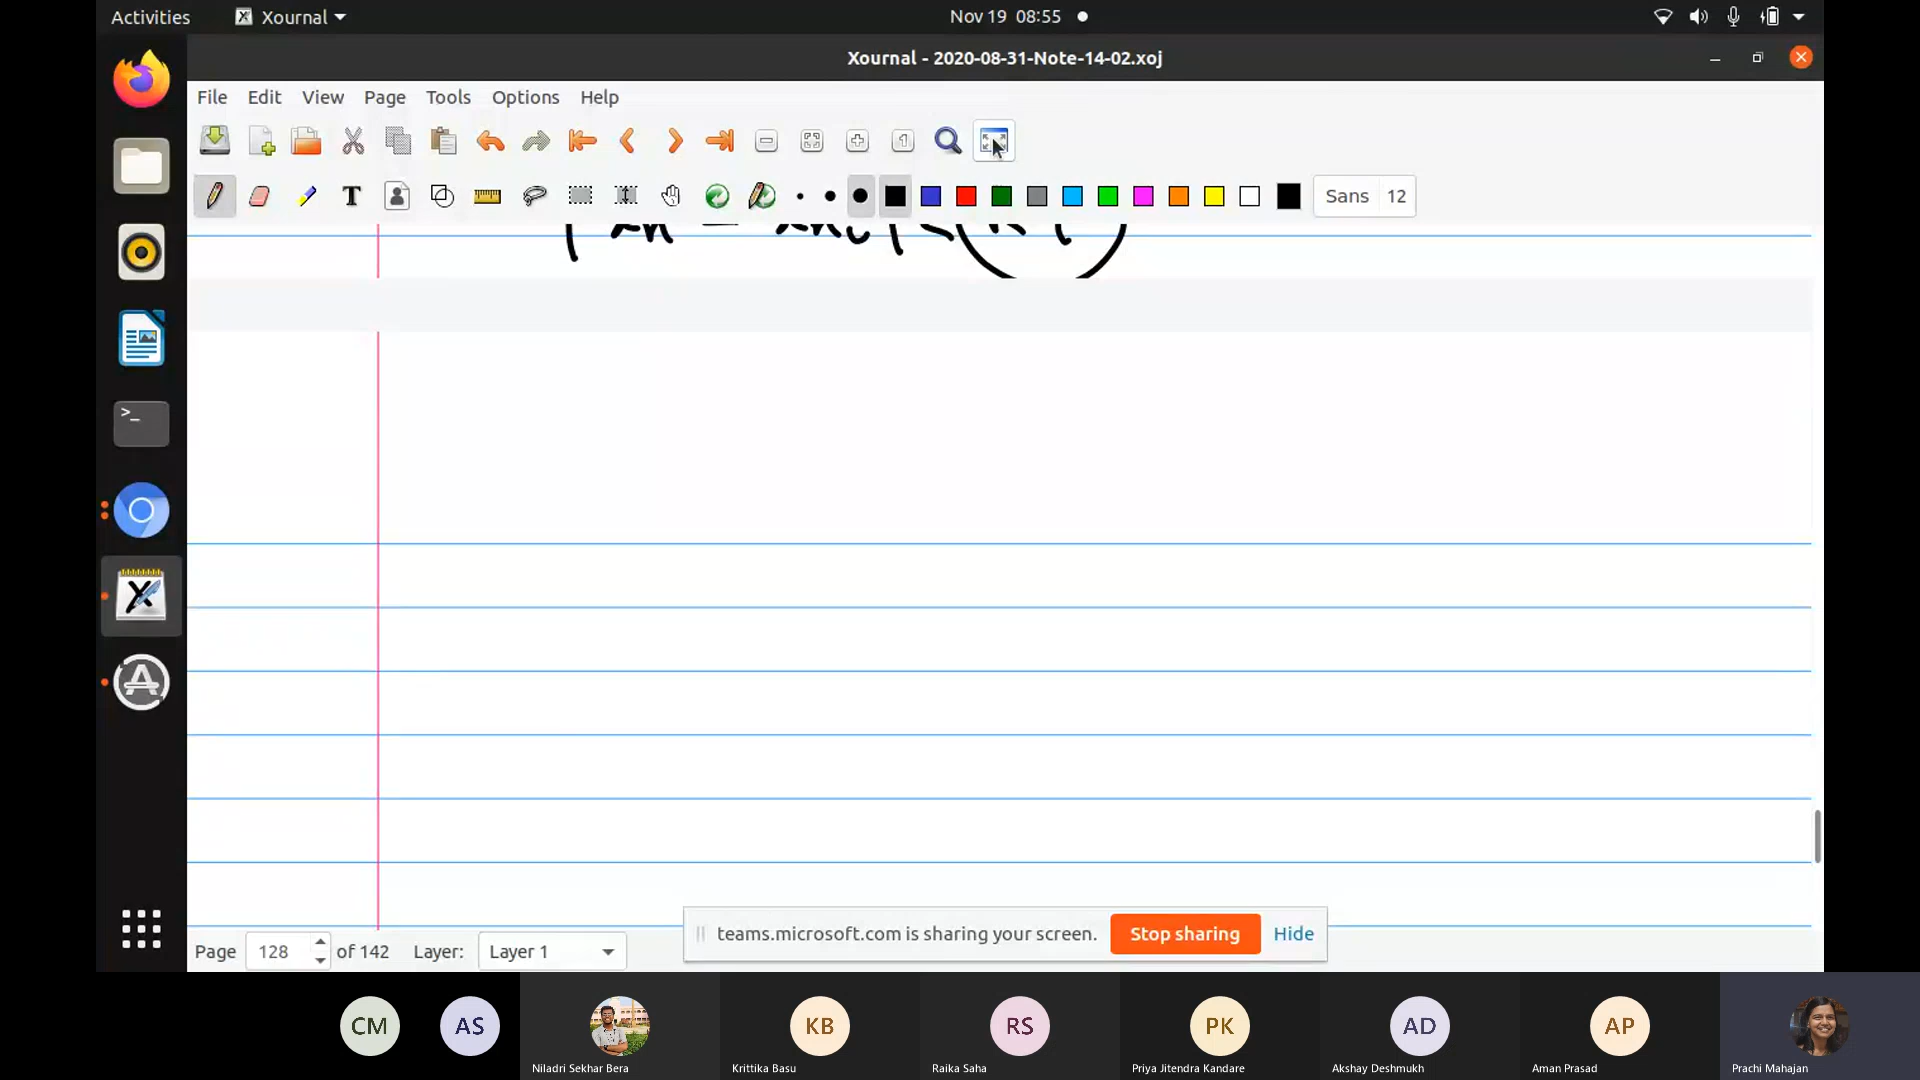 Activities
Xournal
Nov 19 08:55
Xournal - 2020-08-31-Note-14-02.xoj
File Edit View Page Tools Options Help
Sans 12
Page 128 of 142 Layer: Layer 1
teams.microsoft.com is sharing your screen. Stop sharing Hide
CM AS KB RS PK AD AP
Niladri Sekhar Bera Krittika Basu Raika Saha Priya Jitendra Kandare Akshay Deshmukh Aman Prasad Prachi Mahajan